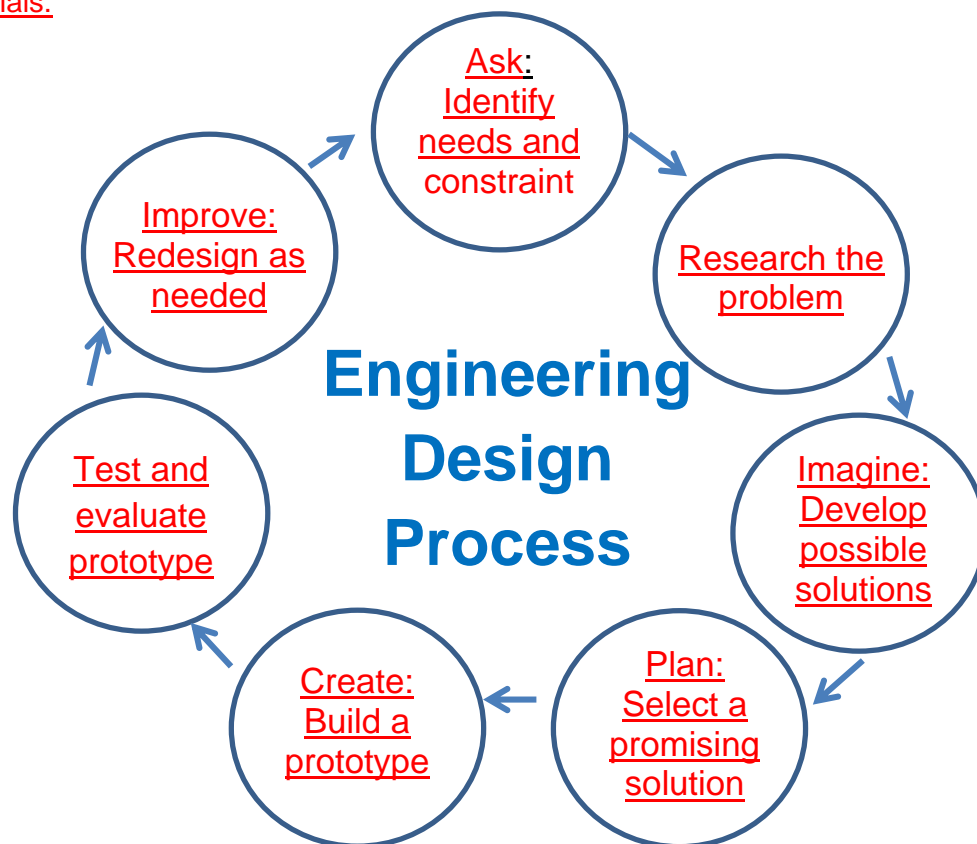 Ask:
Identify
needs and
constraint
Research the
problem
Imagine:
Develop
possible
solutions
Plan:
Select a
promising
solution
Create:
Build a
prototype
Test and
evaluate
prototype
Improve:
Redesign as
needed
Engineering
Design
Process